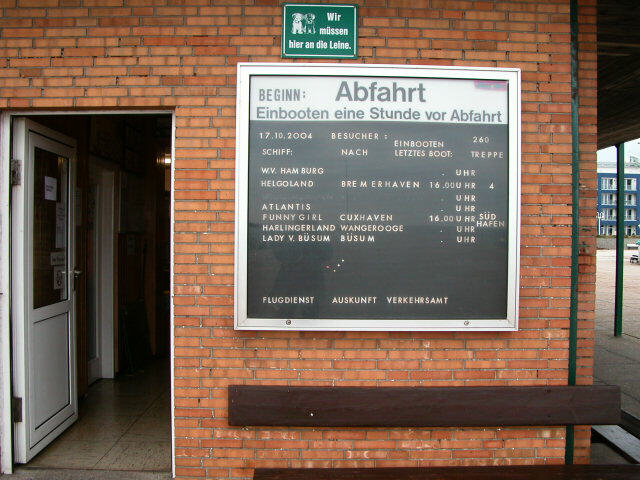 Wir
müssen
hier an die Leine.
BEGINN: Abfahrt
Einbooten eine Stunde vor Abfahrt
17.10.2004 BESUCHER: EINBOOTEN 260
SCHIFF: NACH LETZTES BOOT: TREPPE
W.V. HAMBURG . UHR
HELGOLAND BREMERHAVEN 16.00 UHR 4
. UHR
ATLANTIS . UHR
FUNNYGIRL CUXHAVEN 16.00 UHR SÜD
HARLINGERLAND WANGEROOGE . UHR HAFEN
LADY V. BÜSUM BÜSUM . UHR
FLUGDIENST AUSKUNFT VERKEHRSAMT